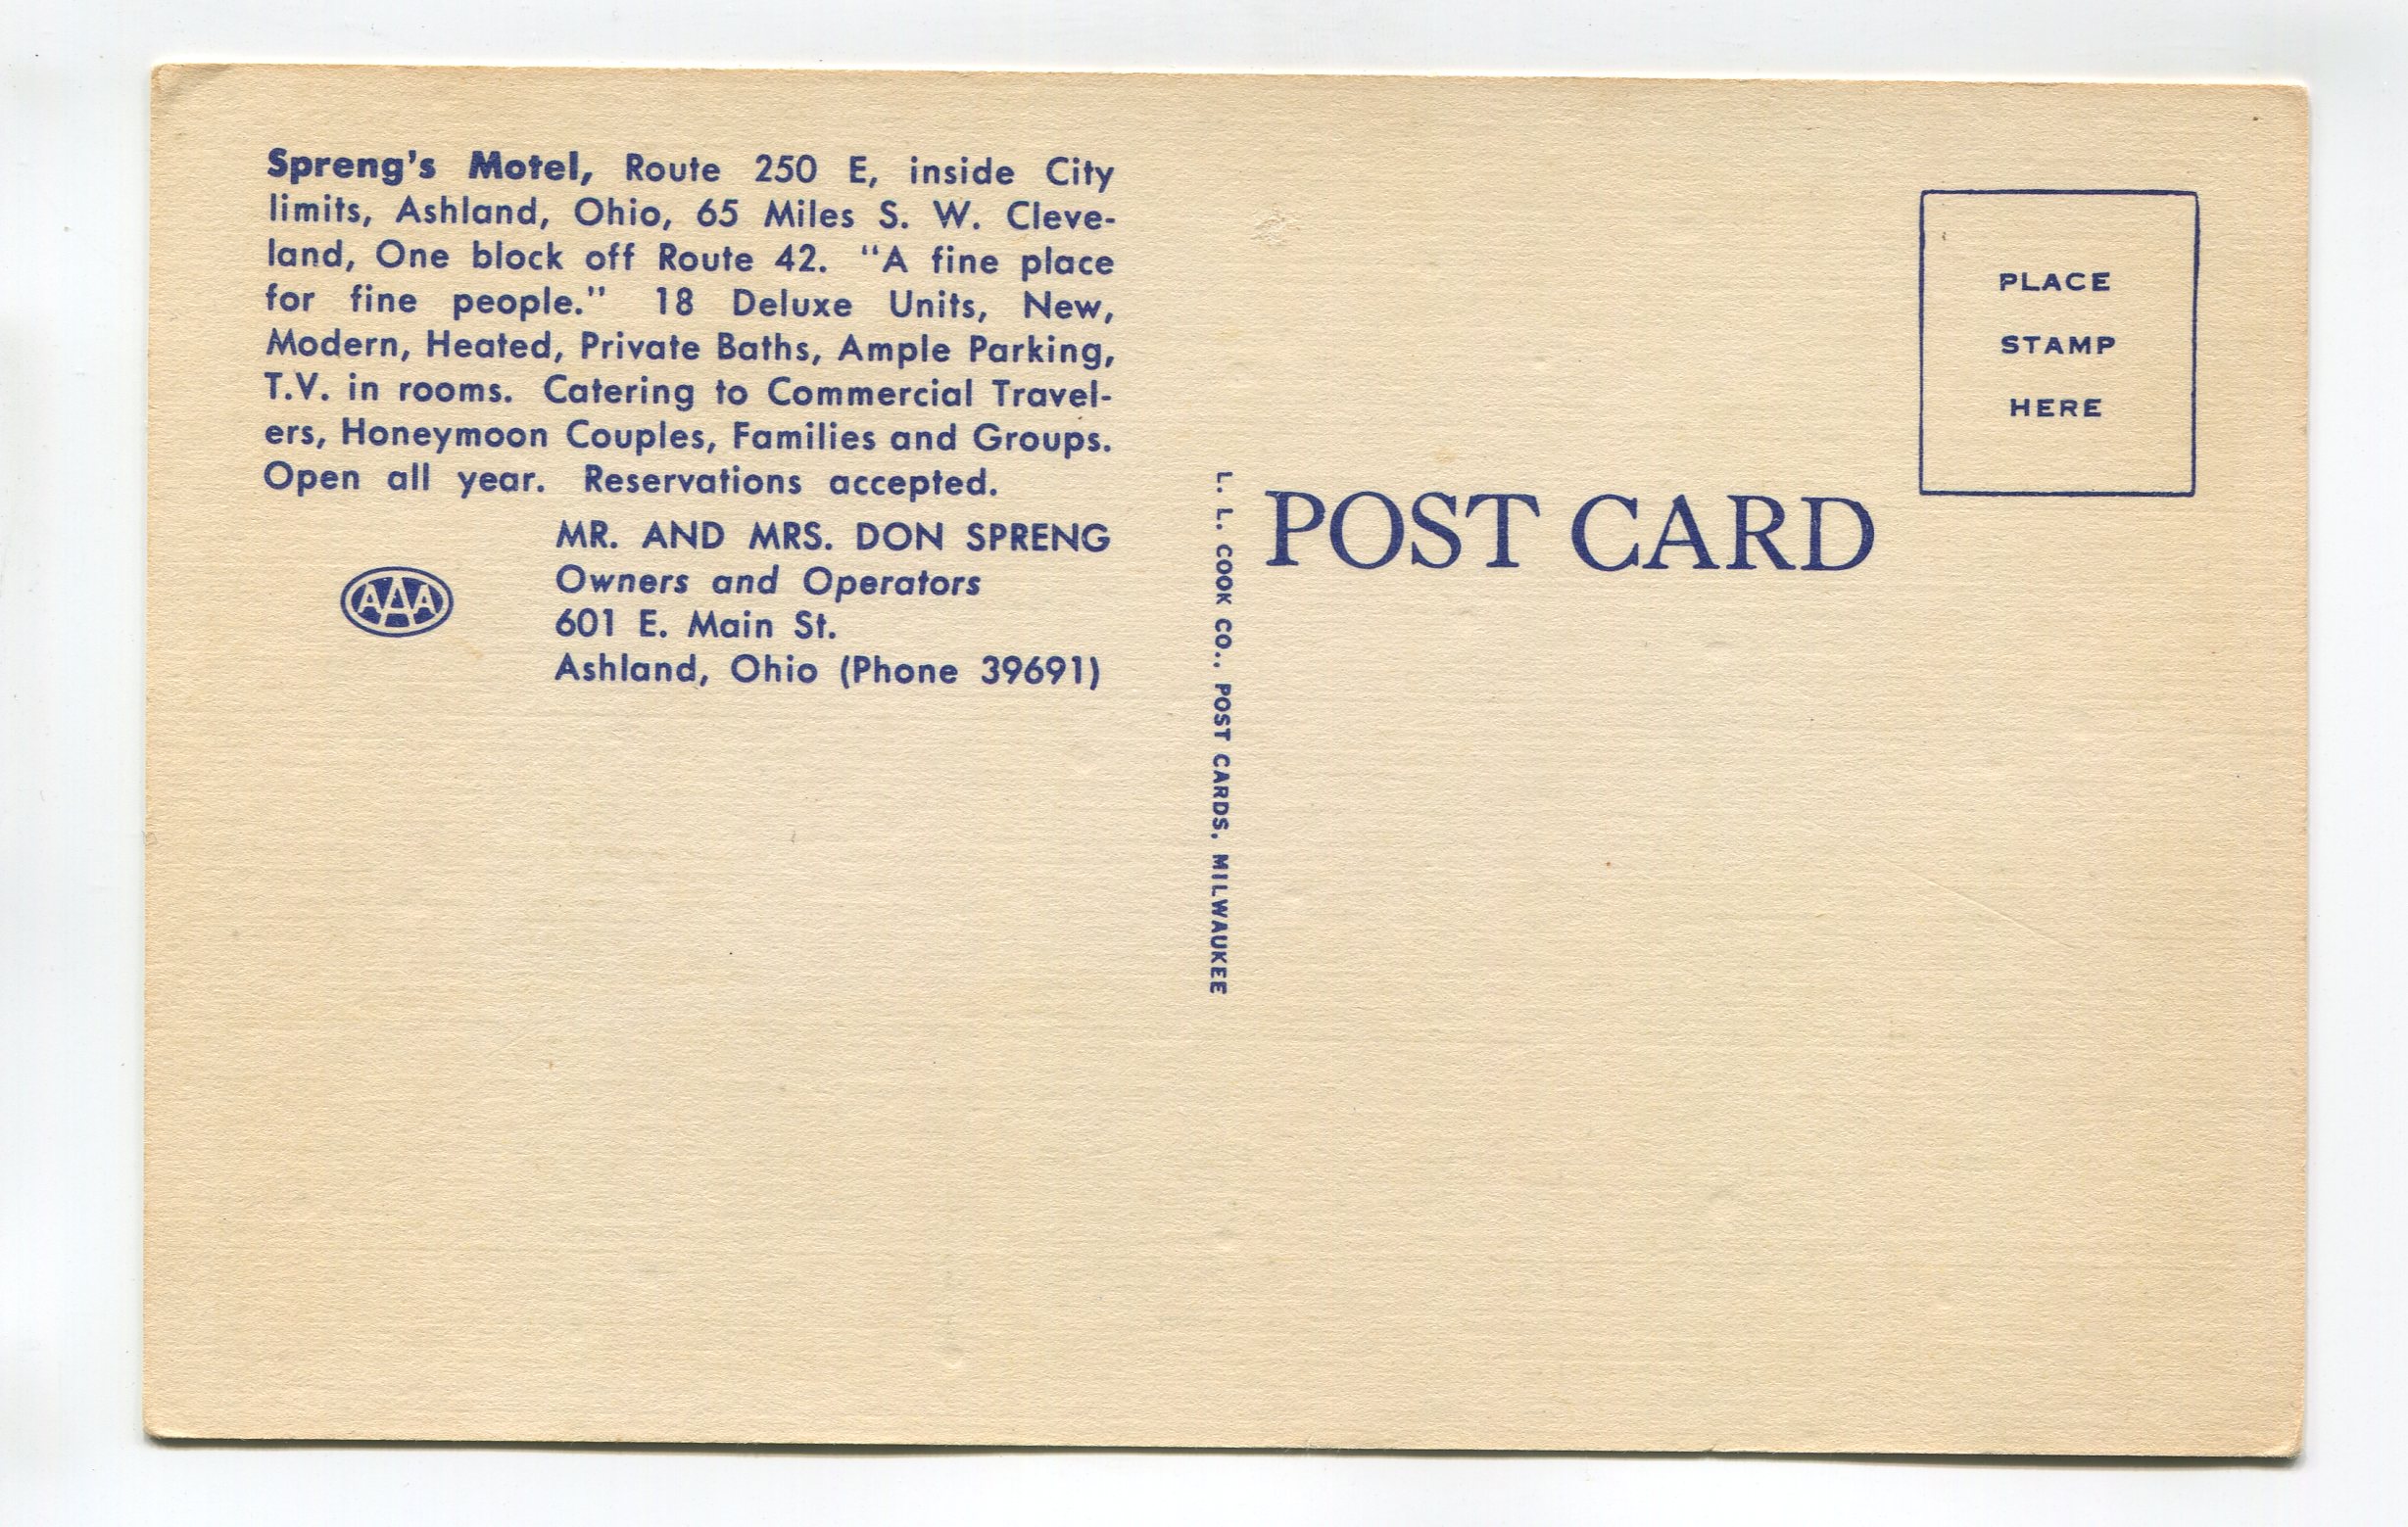 Spreng's Motel, Route 250 E, inside City
limits, Ashland, Ohio, 65 Miles S. W. Cleve-
land, One block off Route 42. "A fine place
for fine people." 18 Deluxe Units, New,
Modern, Heated, Private Baths, Ample Parking,
T.V. in rooms. Catering to Commercial Travel-
ers, Honeymoon Couples, Families and Groups.
Open all year. Reservations accepted.
MR. AND MRS. DON SPRENG
Owners and Operators
601 E. Main St.
Ashland, Ohio (Phone 39691)
AAA
L. L. COOK CO., POST CARDS, MILWAUKEE
POST CARD
PLACE
STAMP
HERE